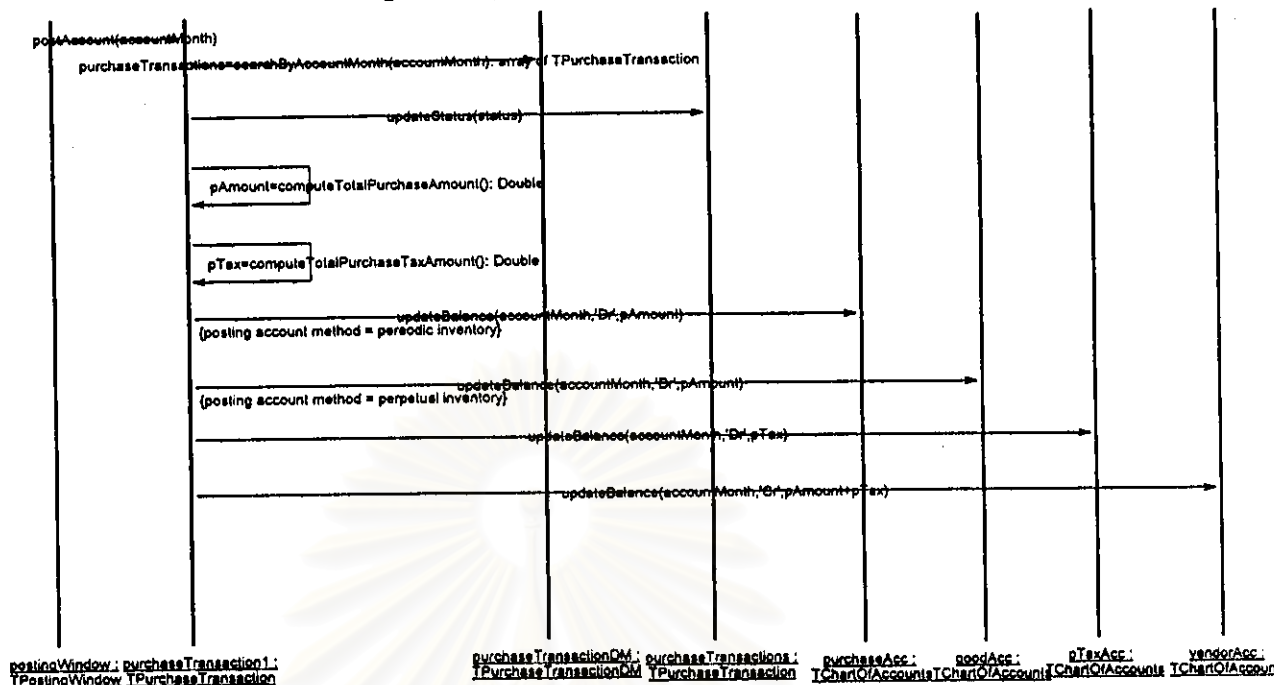 postAccount(accountMonth)
purchaseTransactions=searchByAccountMonth(accountMonth): array of TPurchaseTransaction
updateStatus(status)
pAmount=computeTotalPurchaseAmount(): Double
pTax=computeTotalPurchaseTaxAmount(): Double
updateBalance(accountMonth,'Dr',pAmount)
{posting account method = pereodic inventory}
updateBalance(accountMonth,'Dr',pAmount)
{posting account method = perpetual inventory}
updateBalance(accountMonth,'Dr',pTax)
updateBalance(accountMonth,'Cr',pAmount+pTax)
postingWindow :
TPostingWindow
purchaseTransaction1 :
TPurchaseTransaction
purchaseTransactionDM :
TPurchaseTransactionDM
purchaseTransactions :
TPurchaseTransaction
purchaseAcc :
TChartOfAccounts
goodAcc :
TChartOfAccounts
pTaxAcc :
TChartOfAccounts
vendorAcc :
TChartOfAccoun